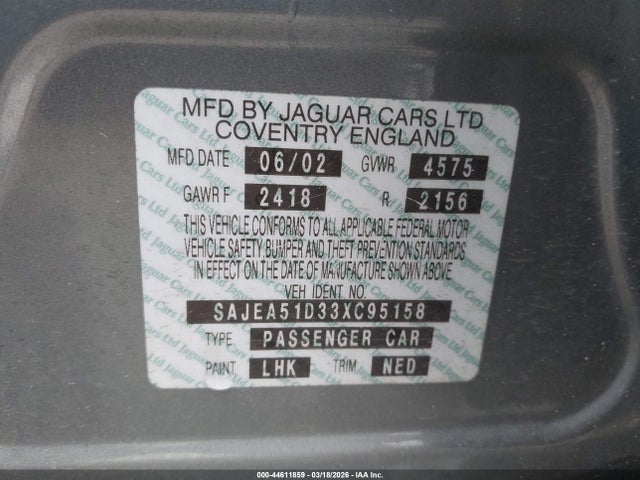 MFD BY JAGUAR CARS LTD
COVENTRY ENGLAND
MFD DATE 06/02 GVWR 4575
GAWR F 2418 R 2156
THIS VEHICLE CONFORMS TO ALL APPLICABLE FEDERAL MOTOR
VEHICLE SAFETY BUMPER AND THEFT PREVENTION STANDARDS
IN EFFECT ON THE DATE OF MANUFACTURE SHOWN ABOVE
VEH IDENT NO.
SAJEA51D33XC95158
TYPE PASSENGER CAR
PAINT LHK TRIM NED
000-44611859 | 03/18/2026 | IAA Inc.